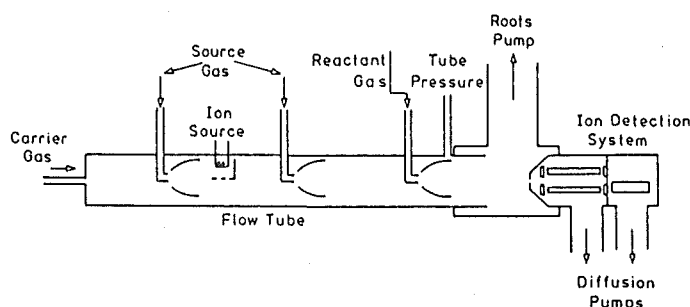 Roots
Pump
Source
Gas
Reactant
Gas
Tube
Pressure
Ion
Source
Ion Detection
System
Carrier
Gas
Flow Tube
Diffusion
Pumps